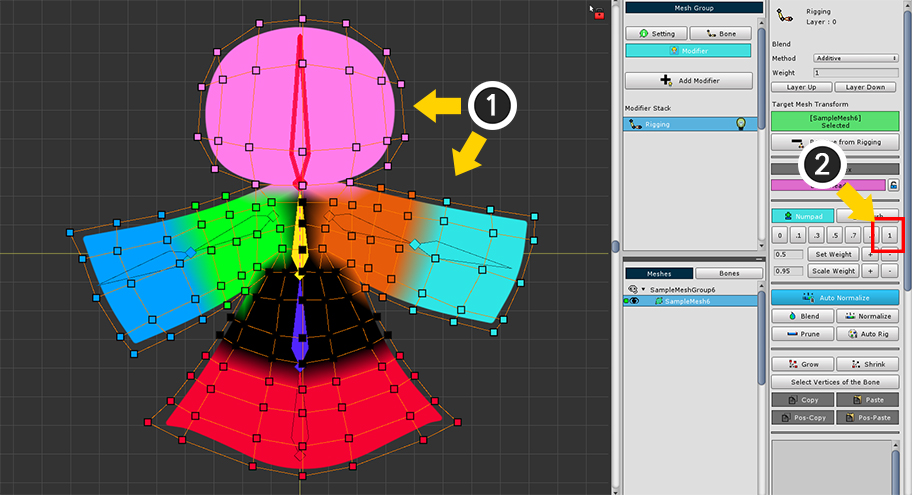 1
2
Mesh Group
Setting
Bone
Modifier
Add Modifier
Modifier Stack
Rigging
Meshes
Bones
SampleMeshGroup6
SampleMesh6
Rigging
Layer : 0
Blend
Method
Additive
Weight
1
Layer Up
Layer Down
Target Mesh Transform
[SampleMesh6]
Selected
from Rigging
Numpad
0
.1
.3
.5
.7
1
0.5
Set Weight
+
-
0.95
Scale Weight
+
-
Auto Normalize
Blend
Normalize
Prune
Auto Rig
Grow
Shrink
Select Vertices of the Bone
Copy
Paste
Pos-Copy
Pos-Paste